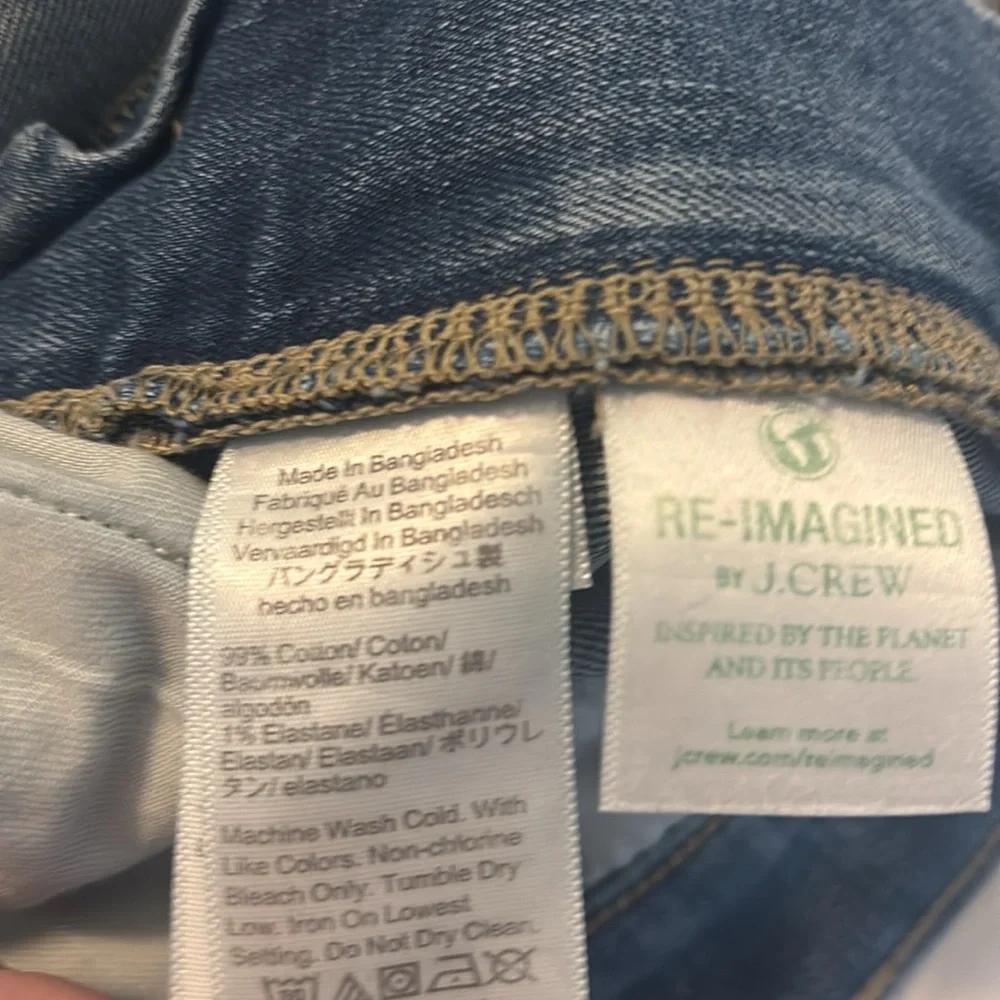 Made In Bangladesh
Fabriqué Au Bangladesh
Hergestellt In Bangladesch
Vervaardigd In Bangladesh
バングラディシュ製
hecho en bangladesh
99% Cotton/ Coton/
Baumwolle/ Katoen/ 綿/
algodón
1% Elastane/ Élasthanne/
Elastan/ Elastaan/ ポリウレ
タン/ elastano
Machine Wash Cold. With
Like Colors. Non-chlorine
Bleach Only. Tumble Dry
Low. Iron On Lowest
Setting. Do Not Dry Clean.
RE-IMAGINED
BY J.CREW
INSPIRED BY THE PLANET
AND ITS PEOPLE.
Learn more at
jcrew.com/reimagined